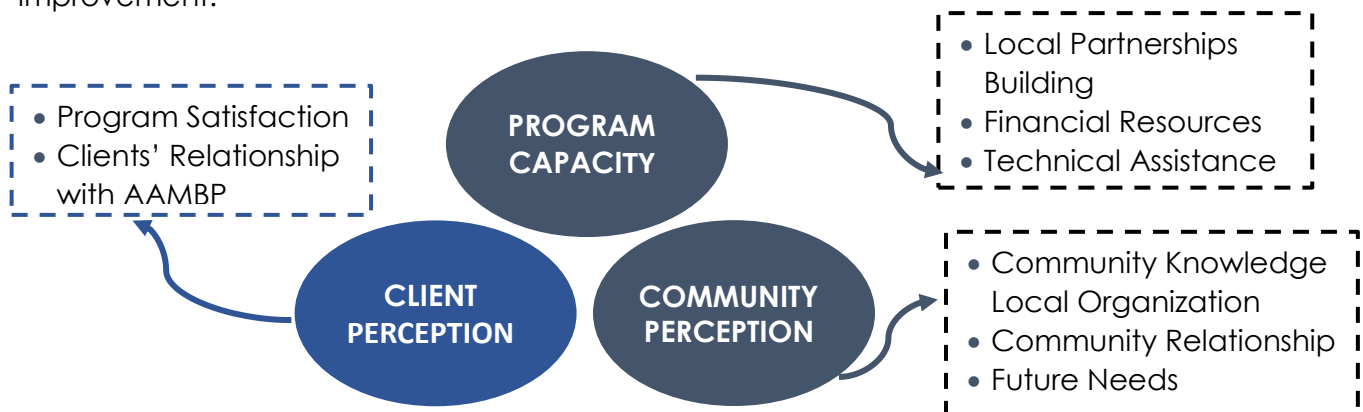 improvement.
• Local Partnerships
Building
• Financial Resources
• Technical Assistance
• Program Satisfaction
• Clients' Relationship
with AAMBP
PROGRAM
CAPACITY
CLIENT
PERCEPTION
COMMUNITY
PERCEPTION
• Community Knowledge
Local Organization
• Community Relationship
• Future Needs